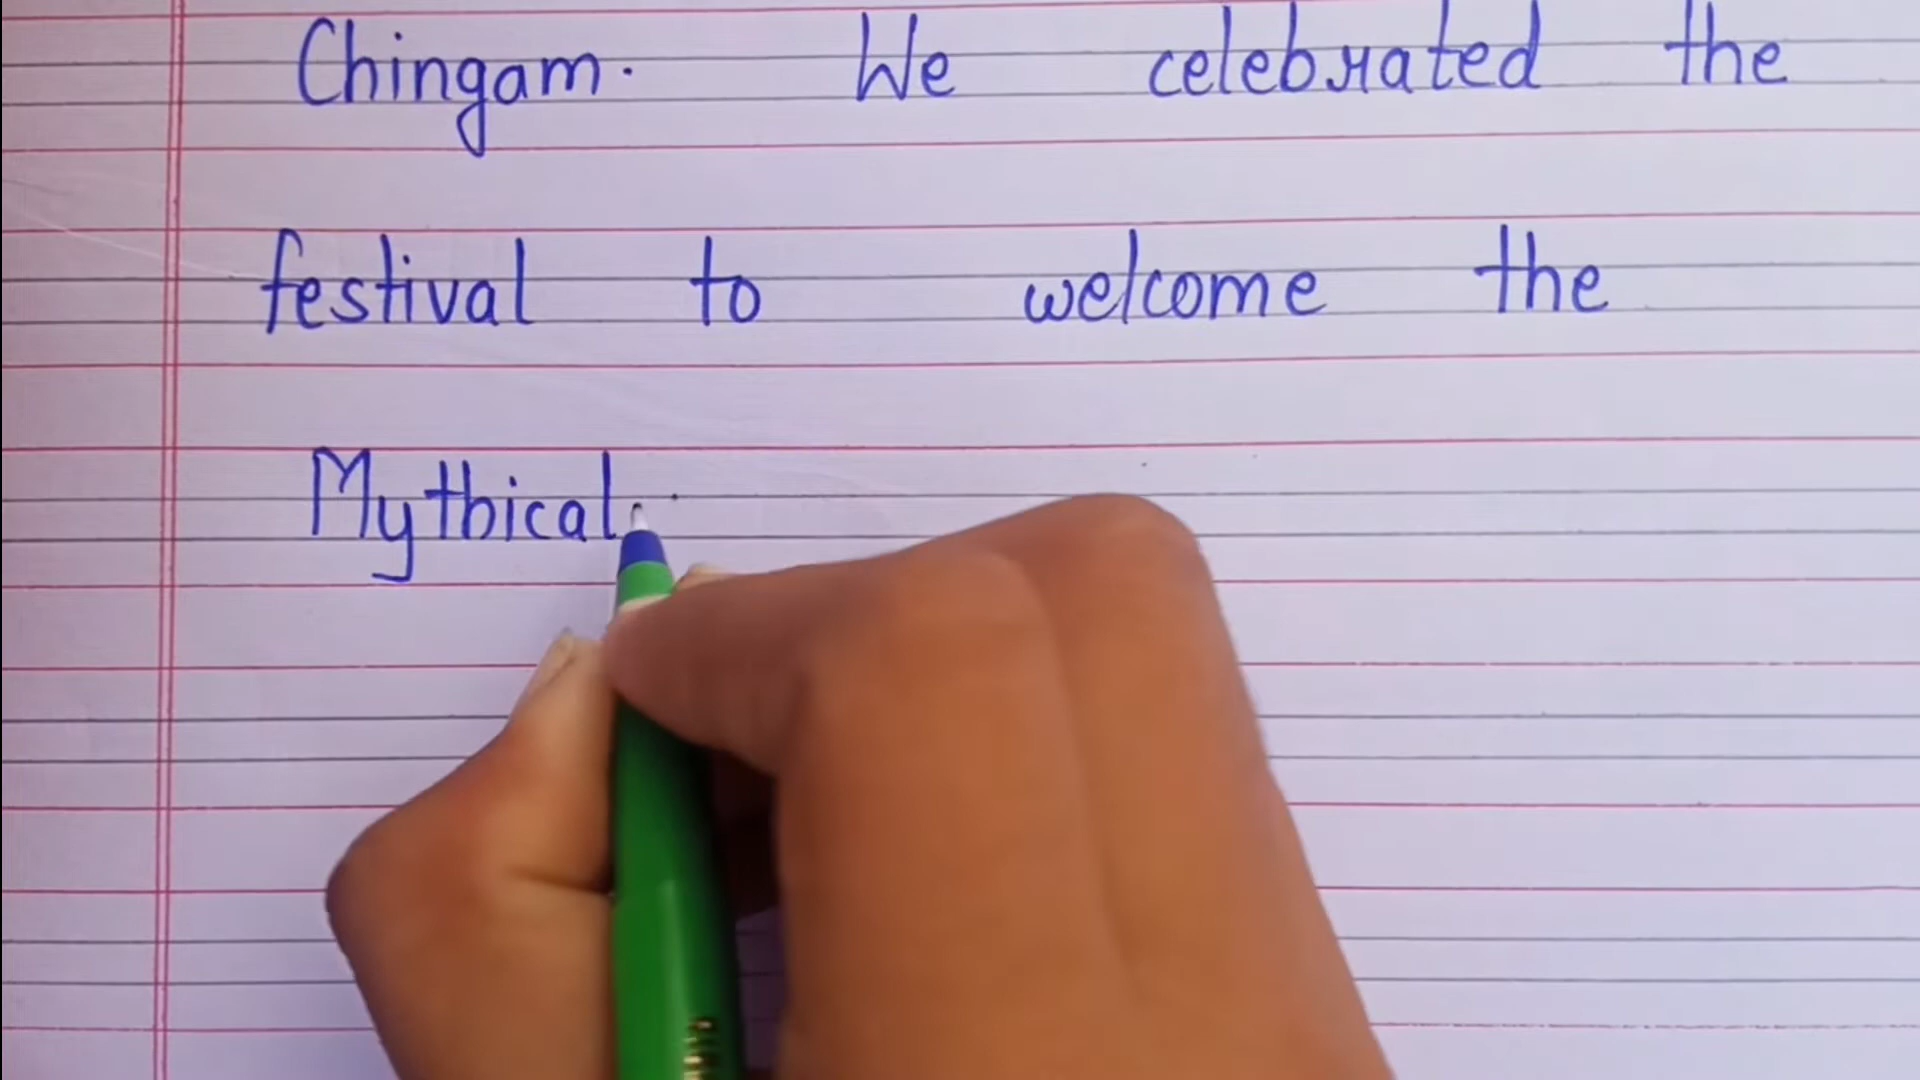 Chingam. We celebrated the
festival to welcome the
Mythical